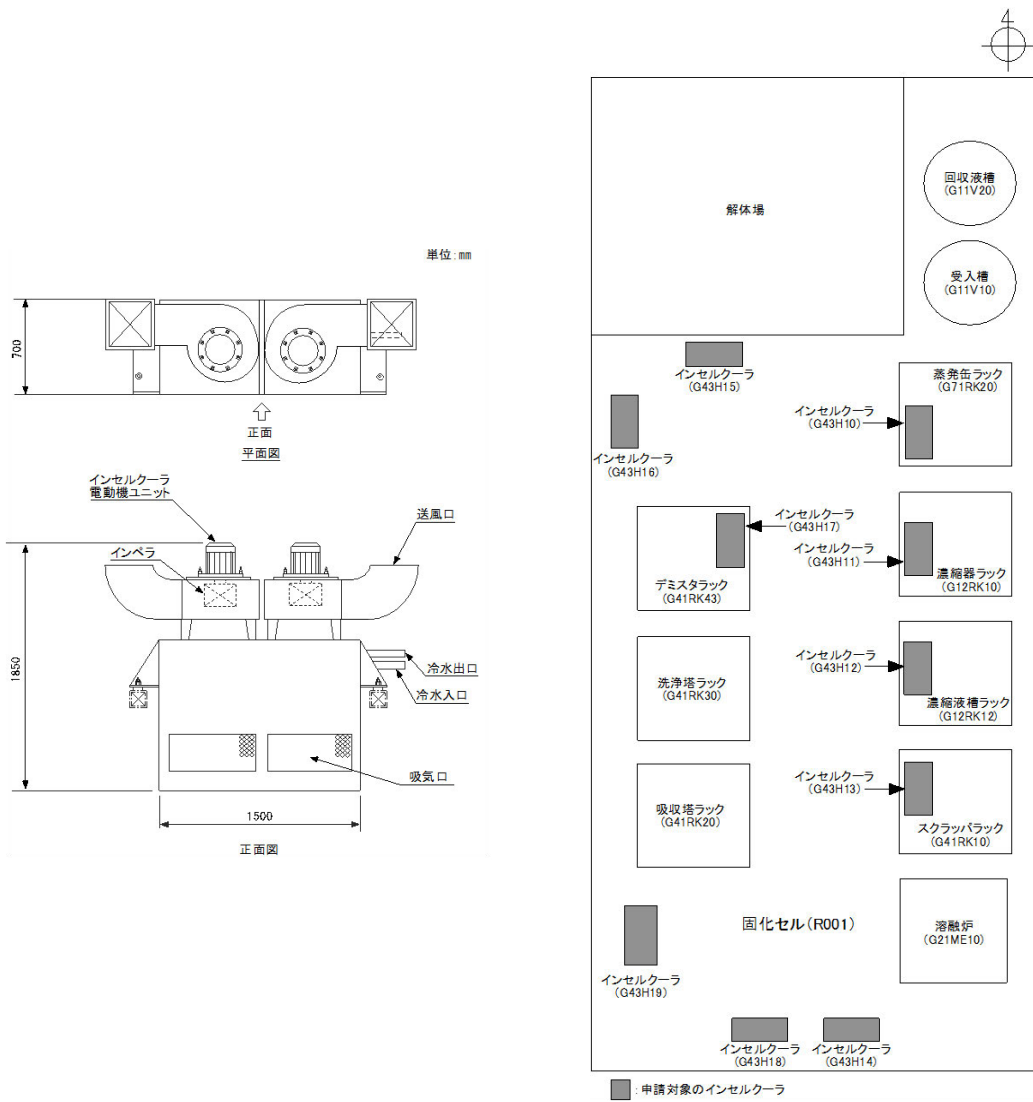 単位:㎜
700
正面
平面図
インセルクーラ
電動機ユニット
送風口
インペラ
1850
冷水出口
冷水入口
吸気口
1500
正面図
4
解体場
回収液槽
(G11V20)
受入槽
(G11V10)
インセルクーラ
(G43H15)
蒸発缶ラック
(G71RK20)
インセルクーラ
(G43H10)
インセルクーラ
(G43H16)
インセルクーラ
(G43H17)
インセルクーラ
(G43H11)
濃縮器ラック
(G12RK10)
デミスタラック
(G41RK43)
インセルクーラ
(G43H12)
洗浄塔ラック
(G41RK30)
濃縮液槽ラック
(G12RK12)
インセルクーラ
(G43H13)
吸収塔ラック
(G41RK20)
スクラッバラック
(G41RK10)
固化セル(R001)
溶融炉
(G21ME10)
インセルクーラ
(G43H19)
インセルクーラ
(G43H18)
インセルクーラ
(G43H14)
:申請対象のインセルクーラ